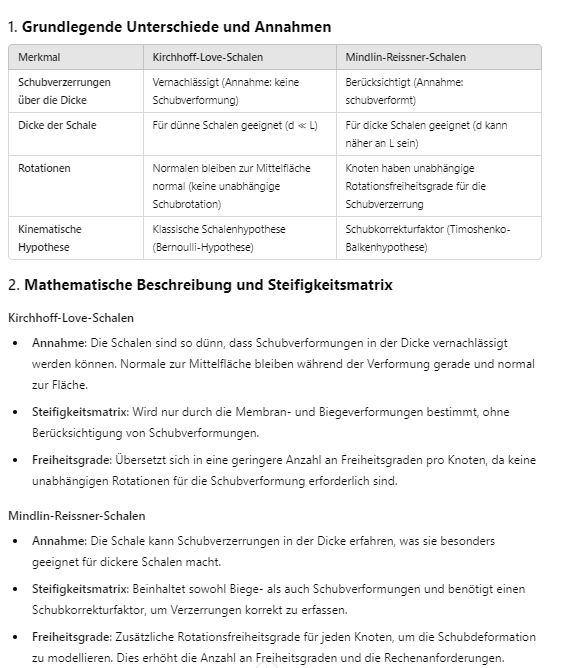 1. Grundlegende Unterschiede und Annahmen
Merkmal Kirchhoff-Love-Schalen Mindlin-Reissner-Schalen
Schubverzerrungen Vernachlässigt (Annahme: keine Berücksichtigt (Annahme:
über die Dicke Schubverformung) schubverformt)
Dicke der Schale Für dünne Schalen geeignet (d ≪ L) Für dicke Schalen geeignet (d kann
näher an L sein)
Rotationen Normalen bleiben zur Mittelfläche Knoten haben unabhängige
normal (keine unabhängige Rotationsfreiheitsgrade für die
Schubrotation) Schubverzerrung
Kinematische Klassische Schalenhypothese Schubkorrekturfaktor (Timoshenko-
Hypothese (Bernoulli-Hypothese) Balkenhypothese)
2. Mathematische Beschreibung und Steifigkeitsmatrix
Kirchhoff-Love-Schalen
• Annahme: Die Schalen sind so dünn, dass Schubverformungen in der Dicke vernachlässigt
werden können. Normale zur Mittelfläche bleiben während der Verformung gerade und normal
zur Fläche.
• Steifigkeitsmatrix: Wird nur durch die Membran- und Biegeverformungen bestimmt, ohne
Berücksichtigung von Schubverformungen.
• Freiheitsgrade: Übersetzt sich in eine geringere Anzahl an Freiheitsgraden pro Knoten, da keine
unabhängigen Rotationen für die Schubverformung erforderlich sind.
Mindlin-Reissner-Schalen
• Annahme: Die Schale kann Schubverzerrungen in der Dicke erfahren, was sie besonders
geeignet für dickere Schalen macht.
• Steifigkeitsmatrix: Beinhaltet sowohl Biege- als auch Schubverformungen und benötigt einen
Schubkorrekturfaktor, um Verzerrungen korrekt zu erfassen.
• Freiheitsgrade: Zusätzliche Rotationsfreiheitsgrade für jeden Knoten, um die Schubdeformation
zu modellieren. Dies erhöht die Anzahl an Freiheitsgraden und die Rechenanforderungen.